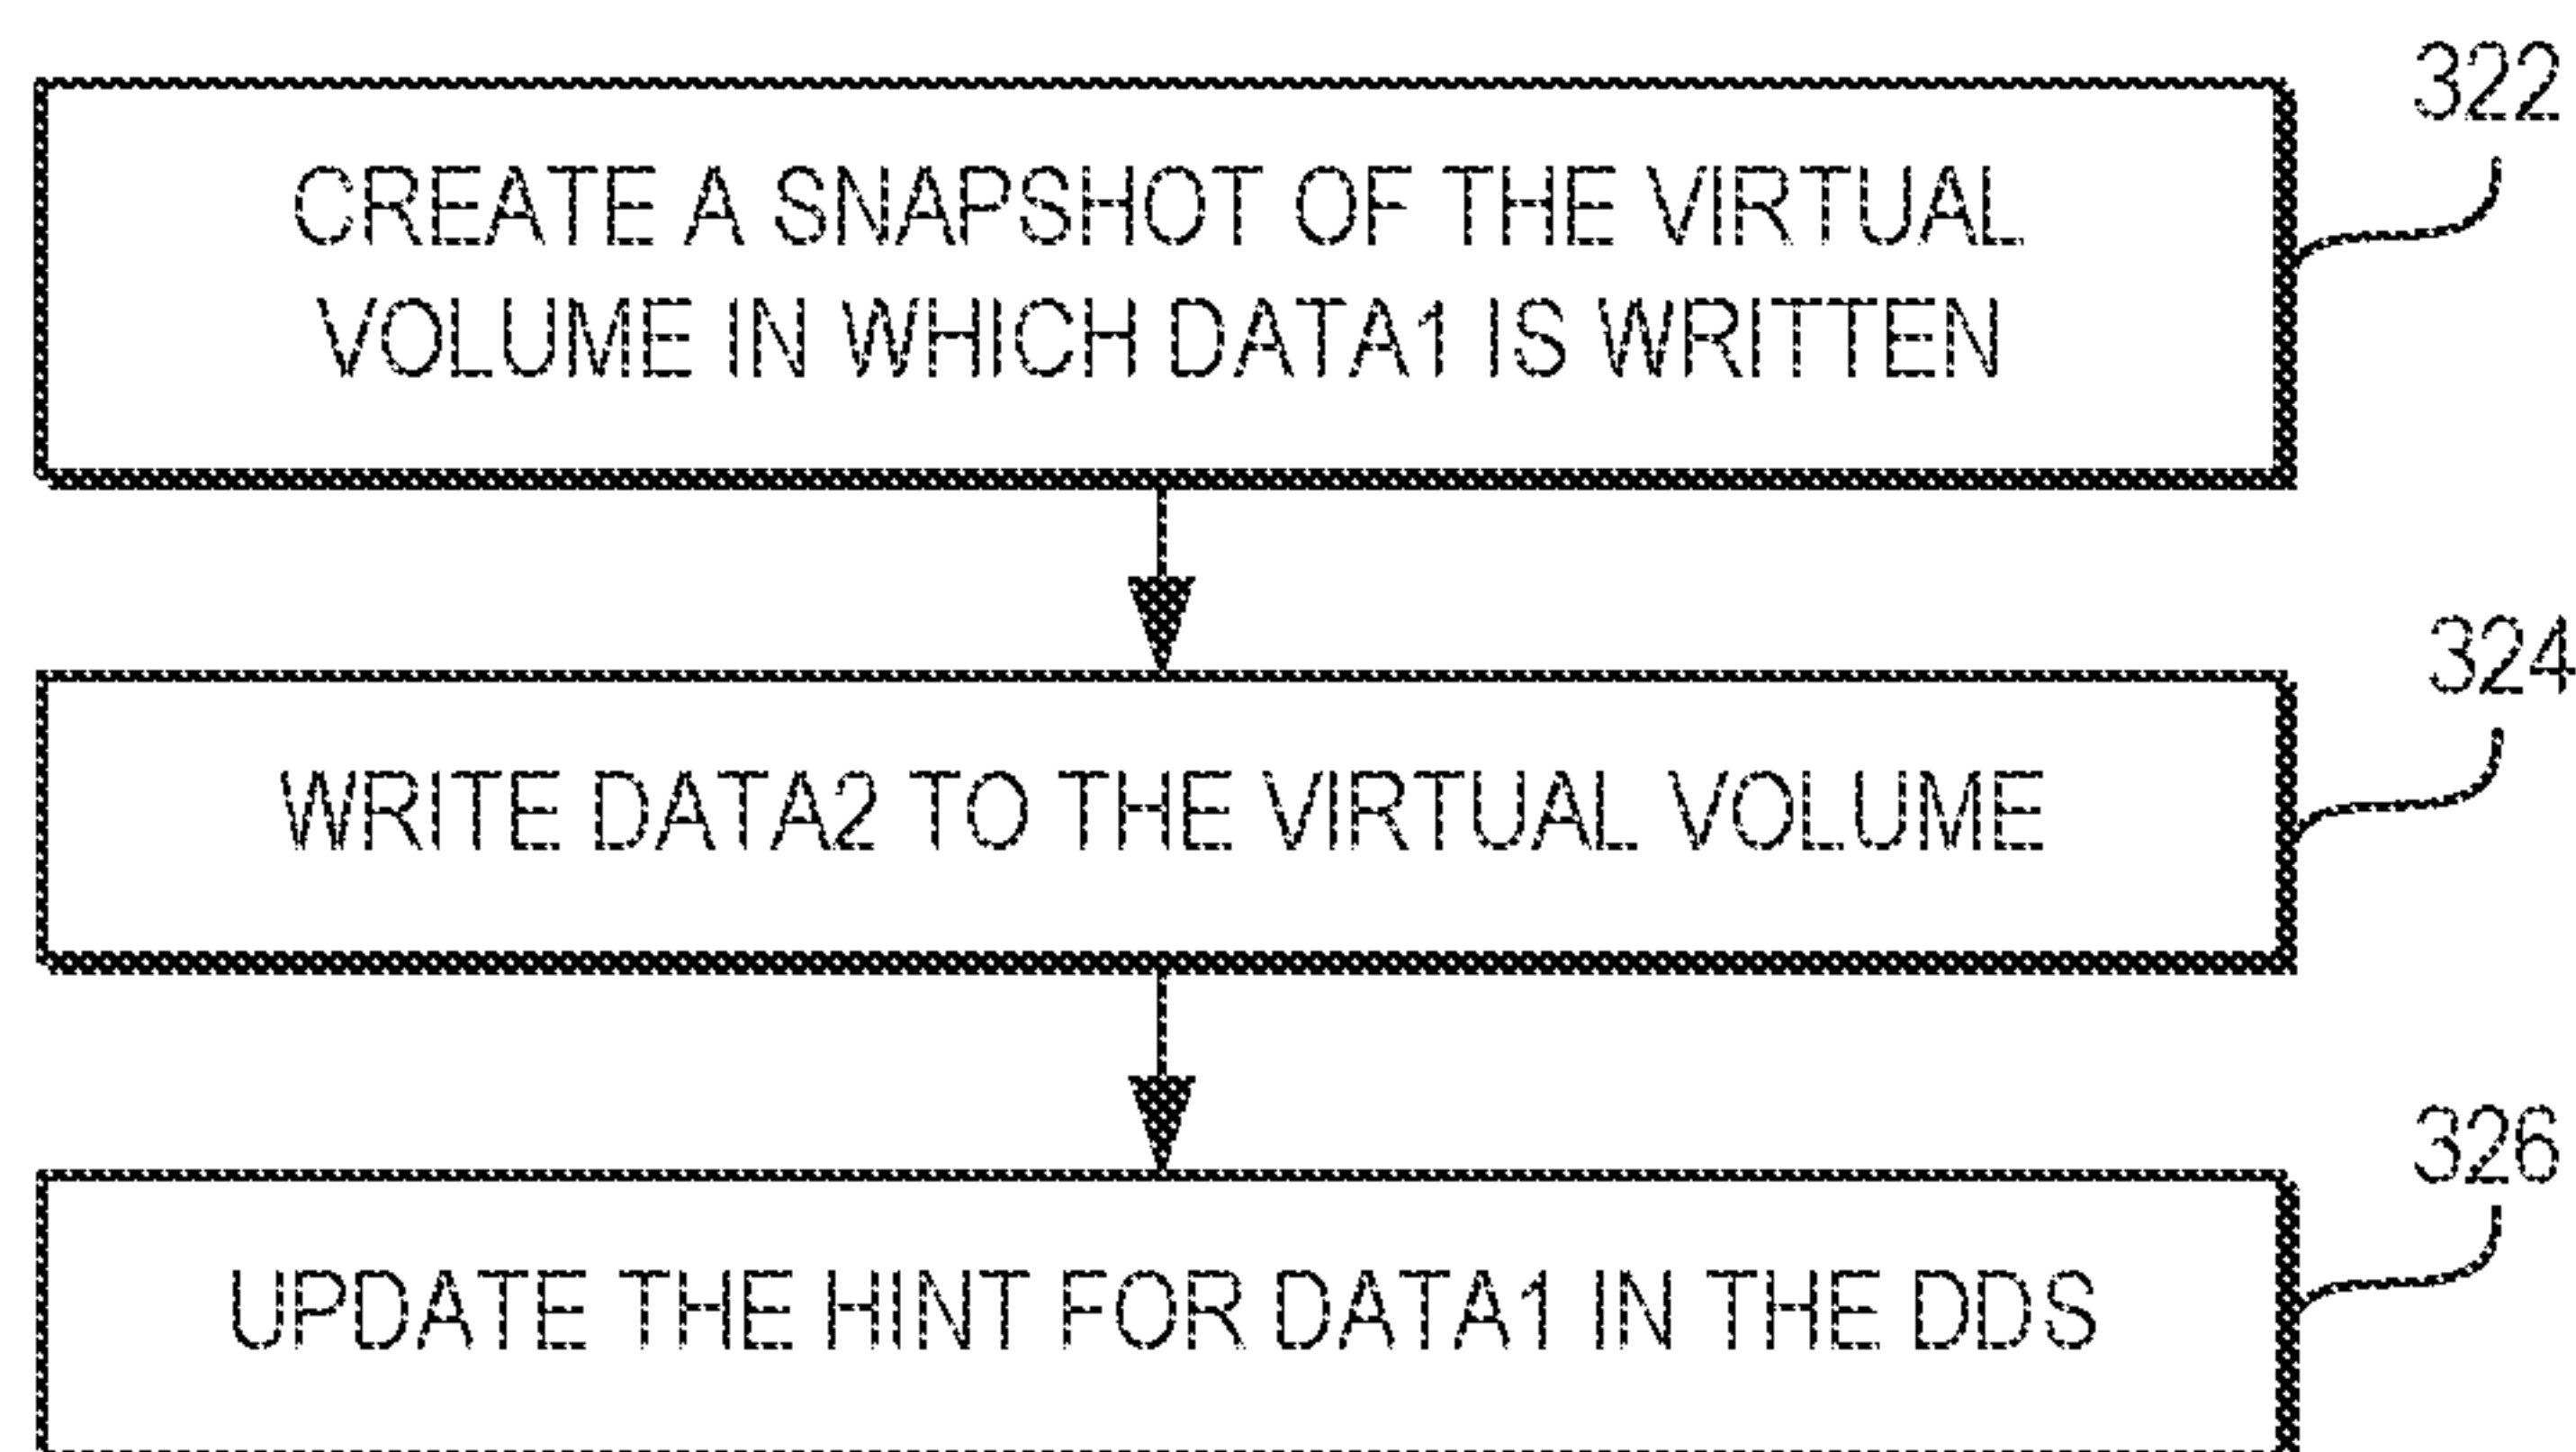 322
CREATE A SNAPSHOT OF THE VIRTUAL
VOLUME IN WHICH DATA1 IS WRITTEN
324
WRITE DATA2 TO THE VIRTUAL VOLUME
326
UPDATE THE HINT FOR DATA1 IN THE DDS